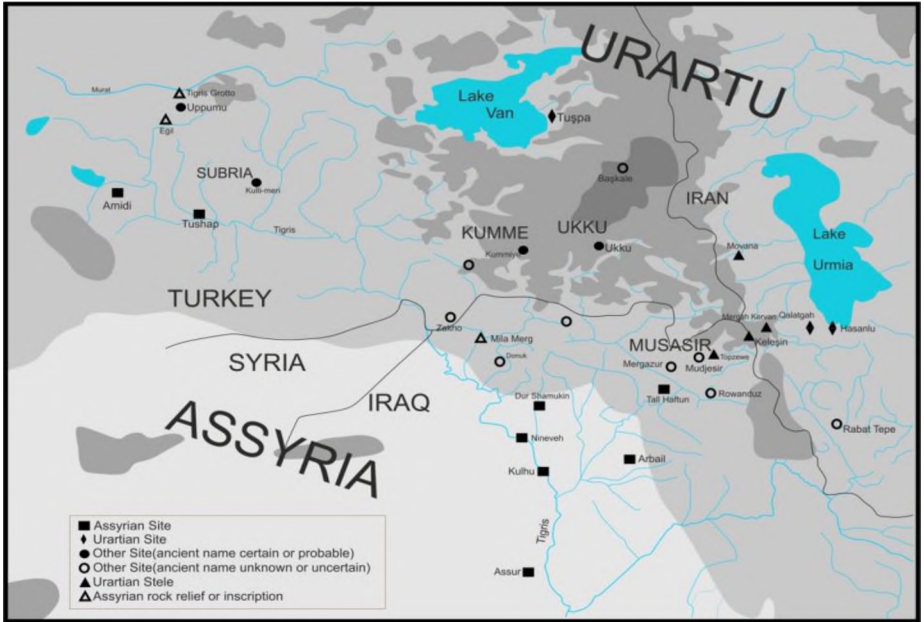 URARTU
Lake
Van
Tuşpa
Murat
Tigris Grotto
Uppumu
Egil
SUBRIA
Kulli-meri
Amidi
Tushap
Tigris
Başkale
IRAN
KUMME
UKKU
Kummiye
Ukku
Movana
Lake
Urmia
TURKEY
Zakho
Mila Merg
MUSASIR
Qalatgah
Hasanlu
Keleşin
Topzewe
Mergazur
Mudjesir
SYRIA
IRAQ
Dur Sharrukin
Tall Haftun
Rowanduz
Rabat Tepe
ASSYRIA
Nineveh
Kulhu
Arbail
Tigris
Assur
Assyrian Site
Urartian Site
Other Site(ancient name certain or probable)
Other Site(ancient name unknown or uncertain)
Urartian Stele
Assyrian rock relief or inscription